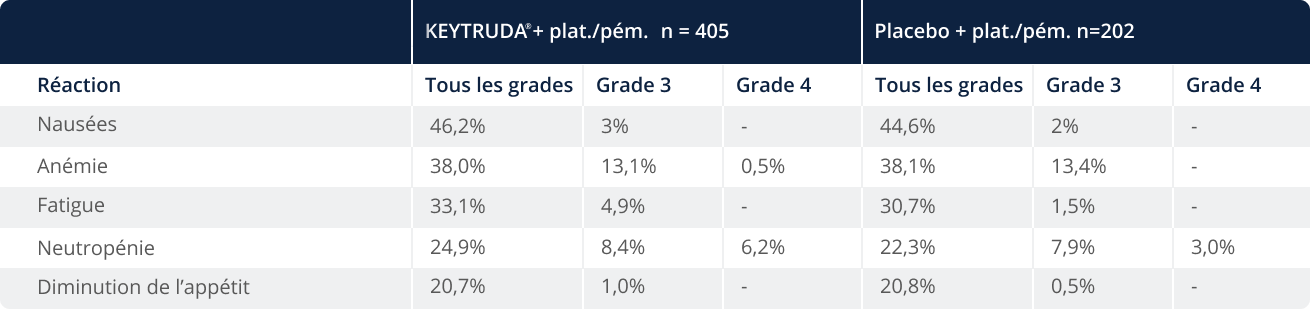 KEYTRUDA®+ plat./pém. n = 405 Placebo + plat./pém. n=202
Réaction Tous les grades Grade 3 Grade 4 Tous les grades Grade 3 Grade 4
Nausées 46,2% 3% - 44,6% 2% -
Anémie 38,0% 13,1% 0,5% 38,1% 13,4% -
Fatigue 33,1% 4,9% - 30,7% 1,5% -
Neutropénie 24,9% 8,4% 6,2% 22,3% 7,9% 3,0%
Diminution de l’appétit 20,7% 1,0% - 20,8% 0,5% -